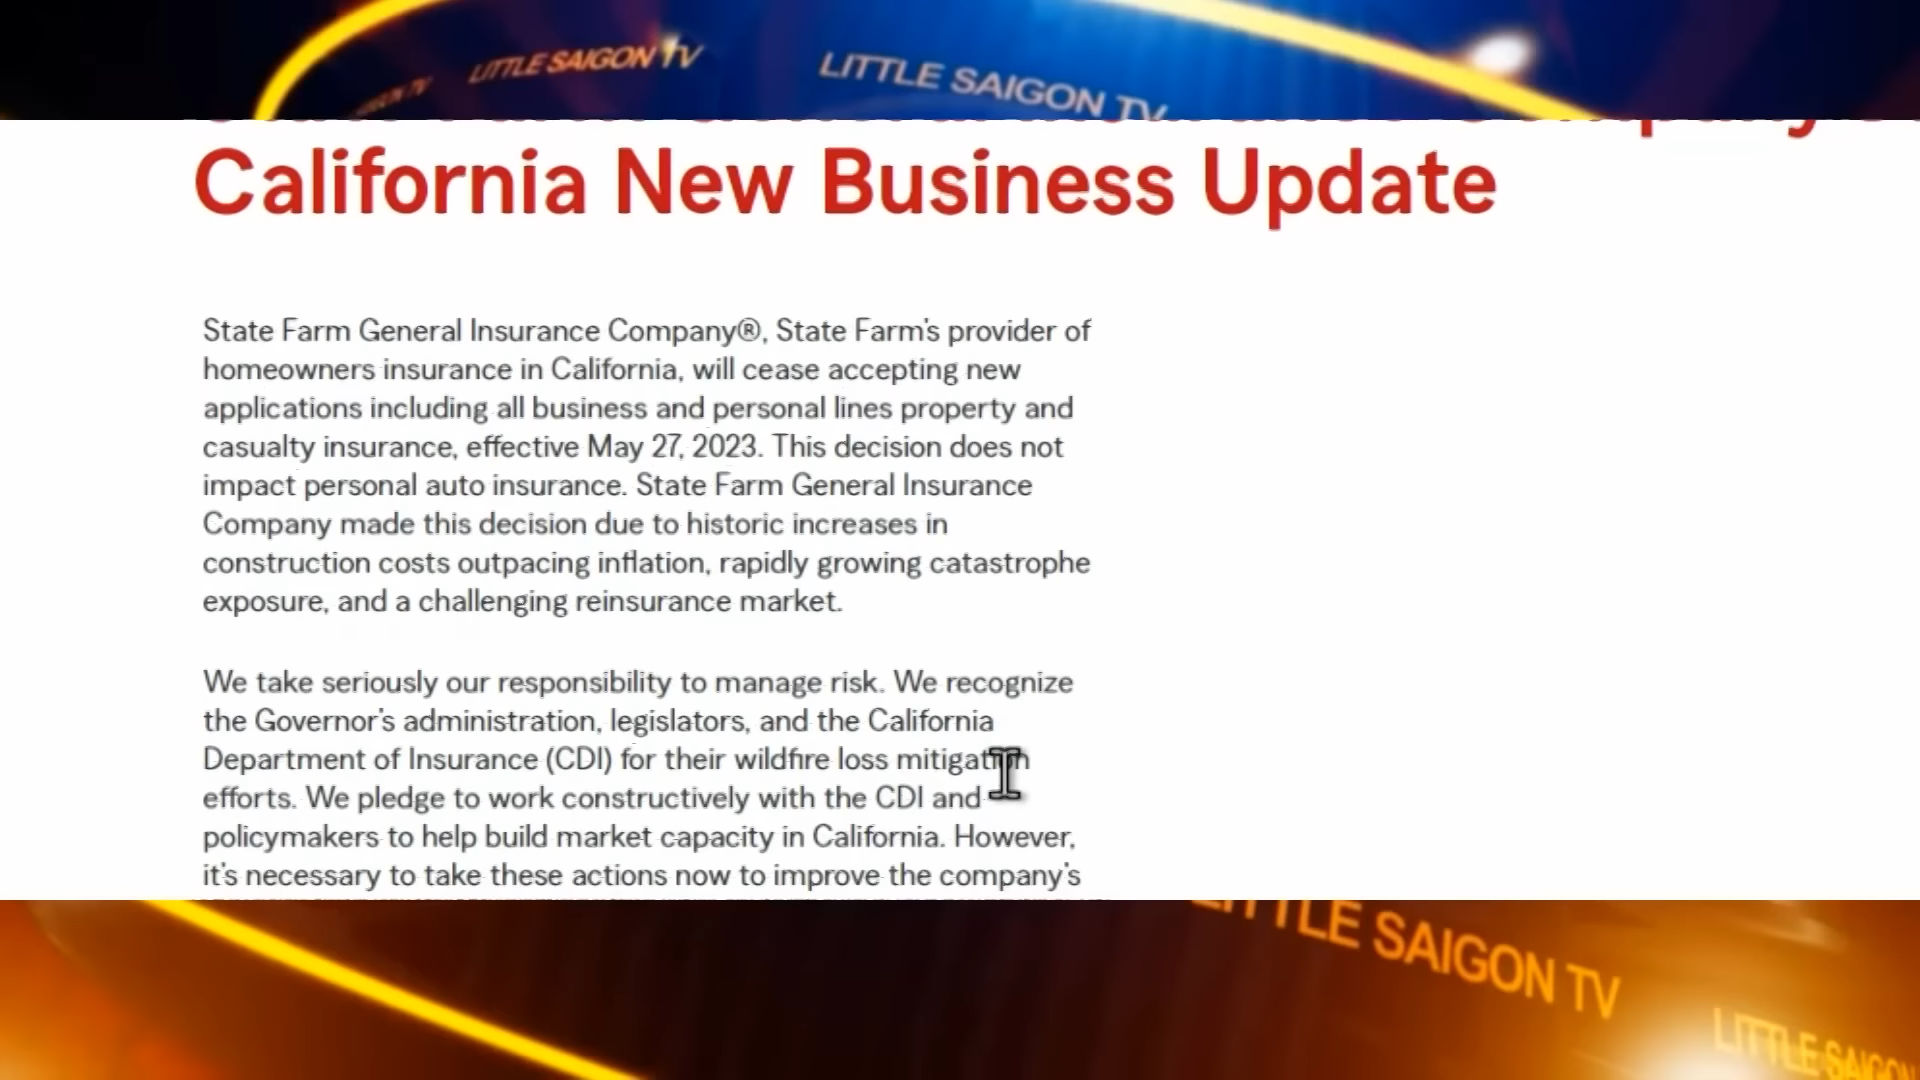 SAIGON TV
LITTLE SAIGON TV
LITTLE SAIGON TV
California New Business Update
State Farm General Insurance Company®, State Farm's provider of
homeowners insurance in California, will cease accepting new
applications including all business and personal lines property and
casualty insurance, effective May 27, 2023. This decision does not
impact personal auto insurance. State Farm General Insurance
Company made this decision due to historic increases in
construction costs outpacing inflation, rapidly growing catastrophe
exposure, and a challenging reinsurance market.
We take seriously our responsibility to manage risk. We recognize
the Governor's administration, legislators, and the California
Department of Insurance (CDI) for their wildfire loss mitigation
efforts. We pledge to work constructively with the CDI and
policymakers to help build market capacity in California. However,
it's necessary to take these actions now to improve the company's
LITTLE SAIGON TV
LITTLE SAIGON